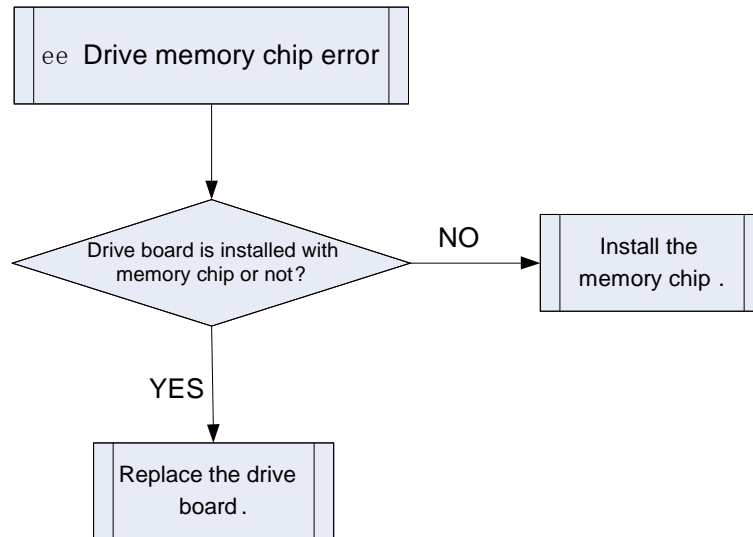 ee Drive memory chip error
Drive board is installed with
memory chip or not?
NO
Install the
memory chip .
YES
Replace the drive
board .